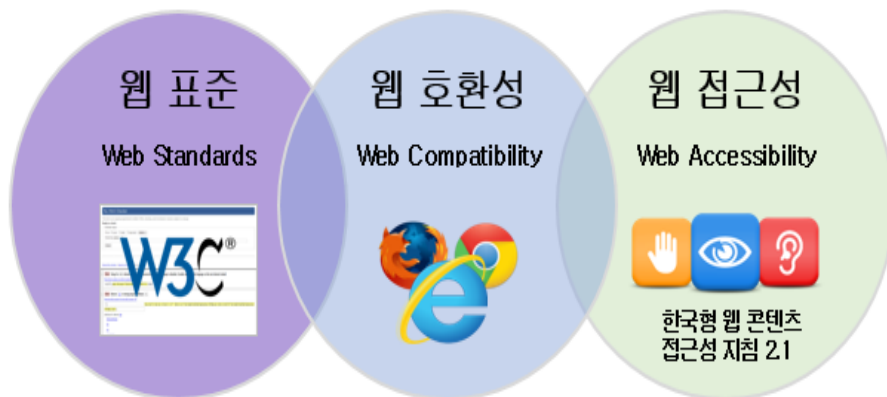 웹 표준
Web Standards
W3C®
웹 호환성
Web Compatibility
웹 접근성
Web Accessibility
한국형 웹 콘텐츠
접근성 지침 2.1